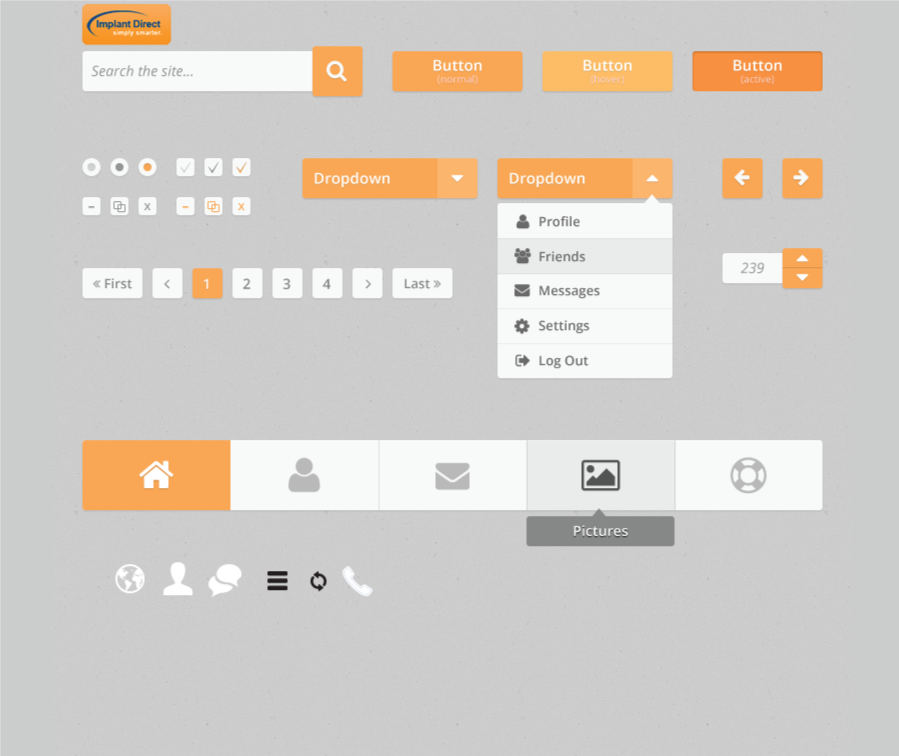 Implant Direct
simply smarter.
Search the site...
Button
(normal)
Button
(hover)
Button
(active)
Dropdown
Dropdown
Profile
Friends
Messages
Settings
Log Out
239
« First
<
1
2
3
4
>
Last »
Pictures